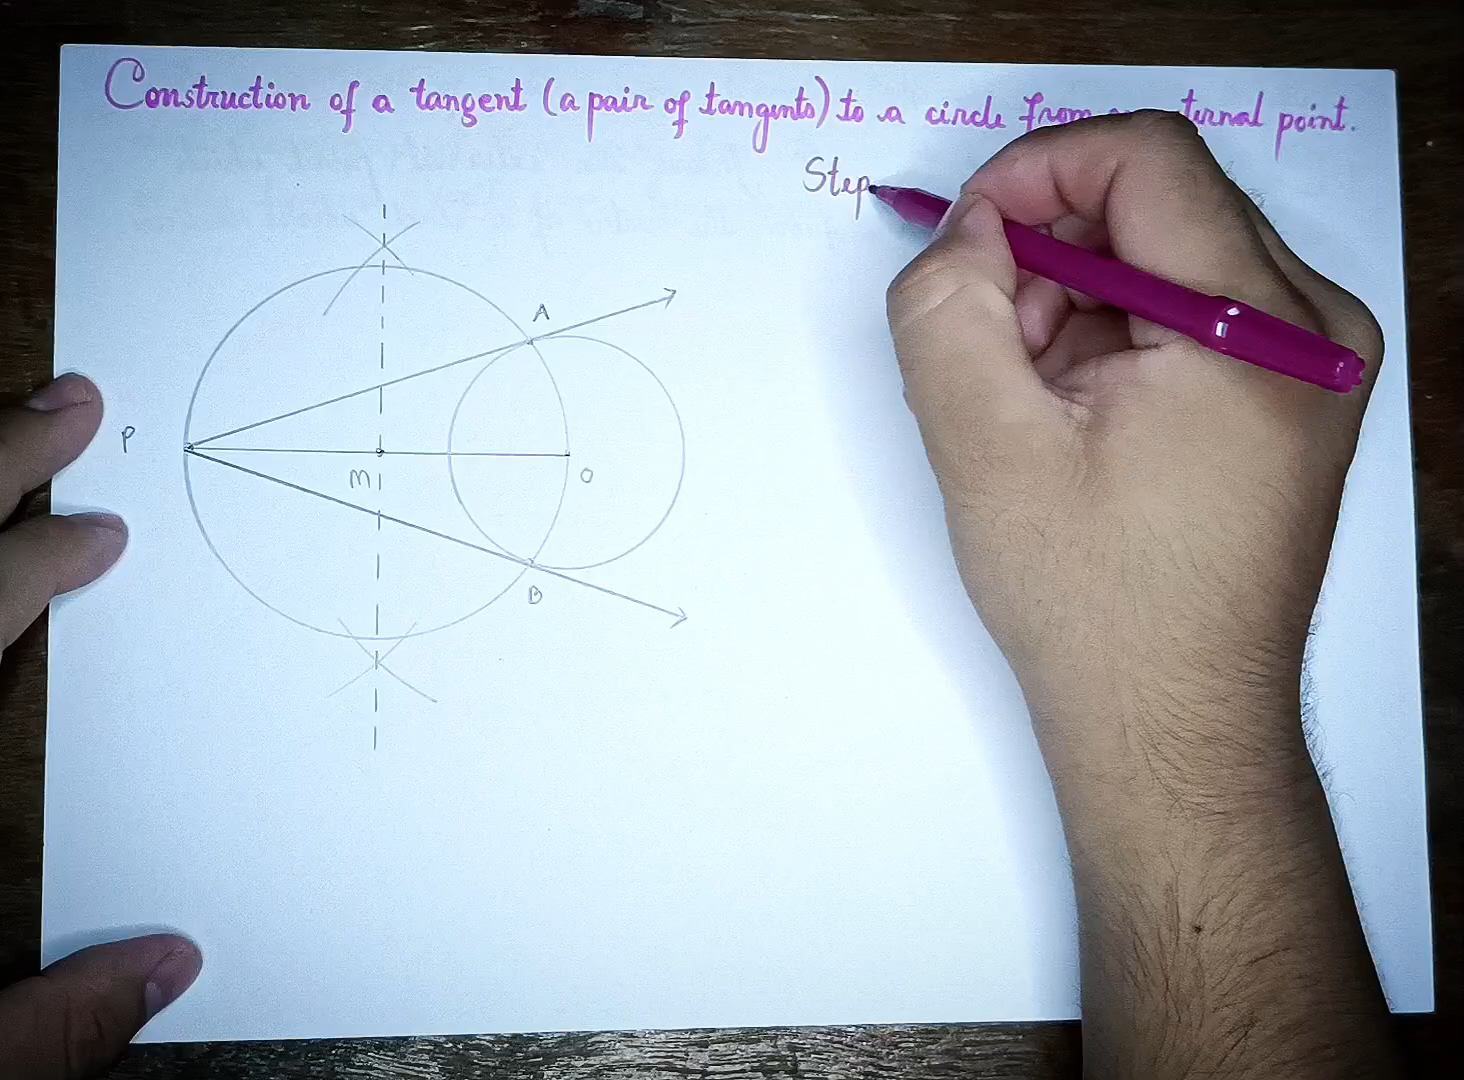 Construction of a tangent (a pair of tangents) to a circle from point.
Step
A
P
M
O
B